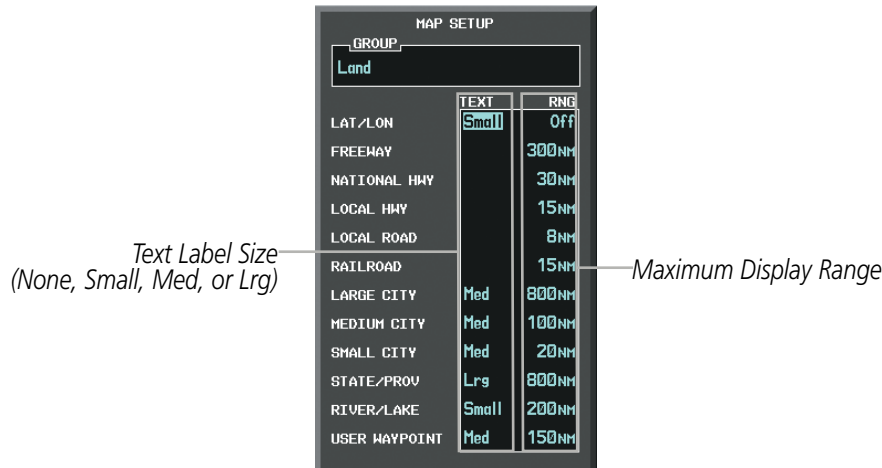 MAP SETUP
GROUP
Land
TEXT RNG
LAT/LON Small Off
FREEWAY 300NM
NATIONAL HWY 30NM
LOCAL HWY 15NM
LOCAL ROAD 8NM
RAILROAD 15NM
LARGE CITY Med 800NM
MEDIUM CITY Med 100NM
SMALL CITY Med 20NM
STATE/PROV Lrg 800NM
RIVER/LAKE Small 200NM
USER WAYPOINT Med 150NM
Text Label Size
(None, Small, Med, or Lrg)
Maximum Display Range